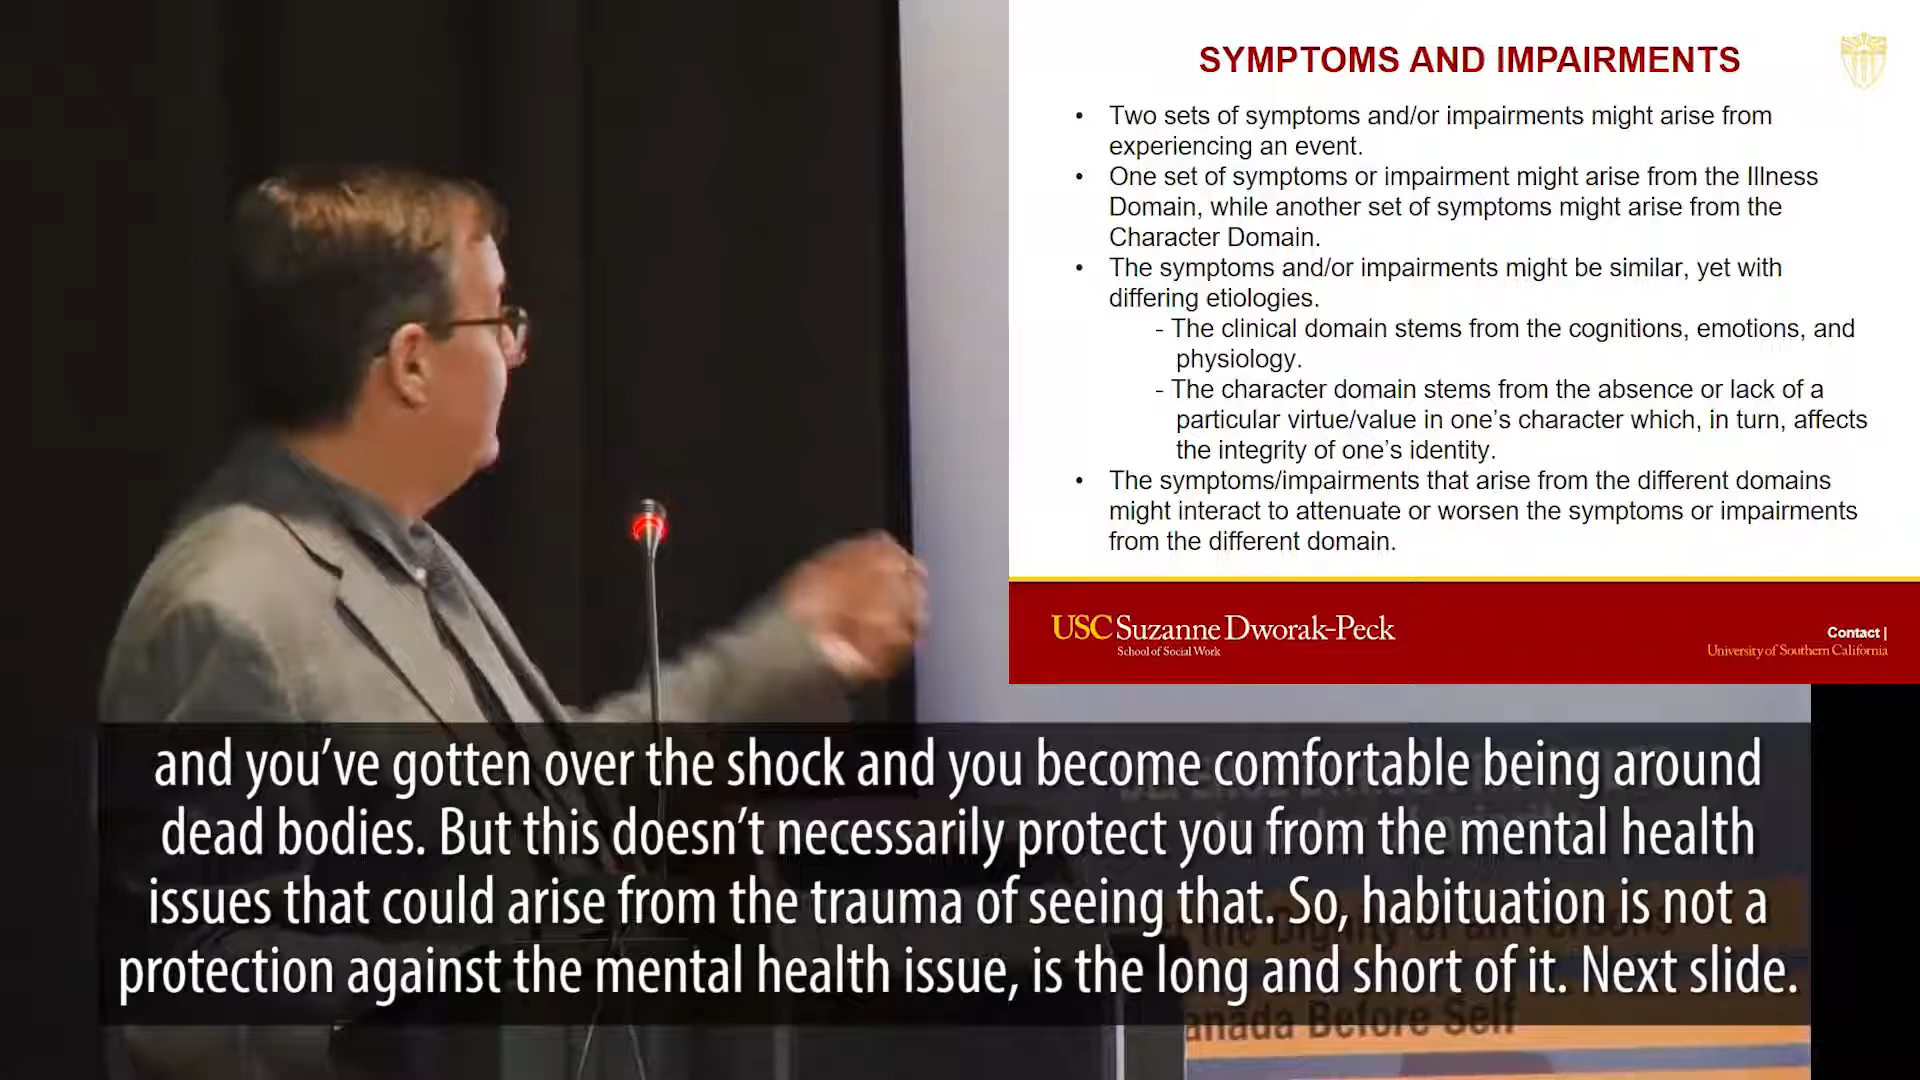 SYMPTOMS AND IMPAIRMENTS
• Two sets of symptoms and/or impairments might arise from
experiencing an event.
• One set of symptoms or impairment might arise from the Illness
Domain, while another set of symptoms might arise from the
Character Domain.
• The symptoms and/or impairments might be similar, yet with
differing etiologies.
- The clinical domain stems from the cognitions, emotions, and
physiology.
- The character domain stems from the absence or lack of a
particular virtue/value in one’s character which, in turn, affects
the integrity of one’s identity.
• The symptoms/impairments that arise from the different domains
might interact to attenuate or worsen the symptoms or impairments
from the different domain.
USC Suzanne Dworak-Peck
School of Social Work
Contact |
University of Southern California
and you’ve gotten over the shock and you become comfortable being around
dead bodies. But this doesn’t necessarily protect you from the mental health
issues that could arise from the trauma of seeing that. So, habituation is not a
protection against the mental health issue, is the long and short of it. Next slide.
the Dignity of all Persons
anada Before Self